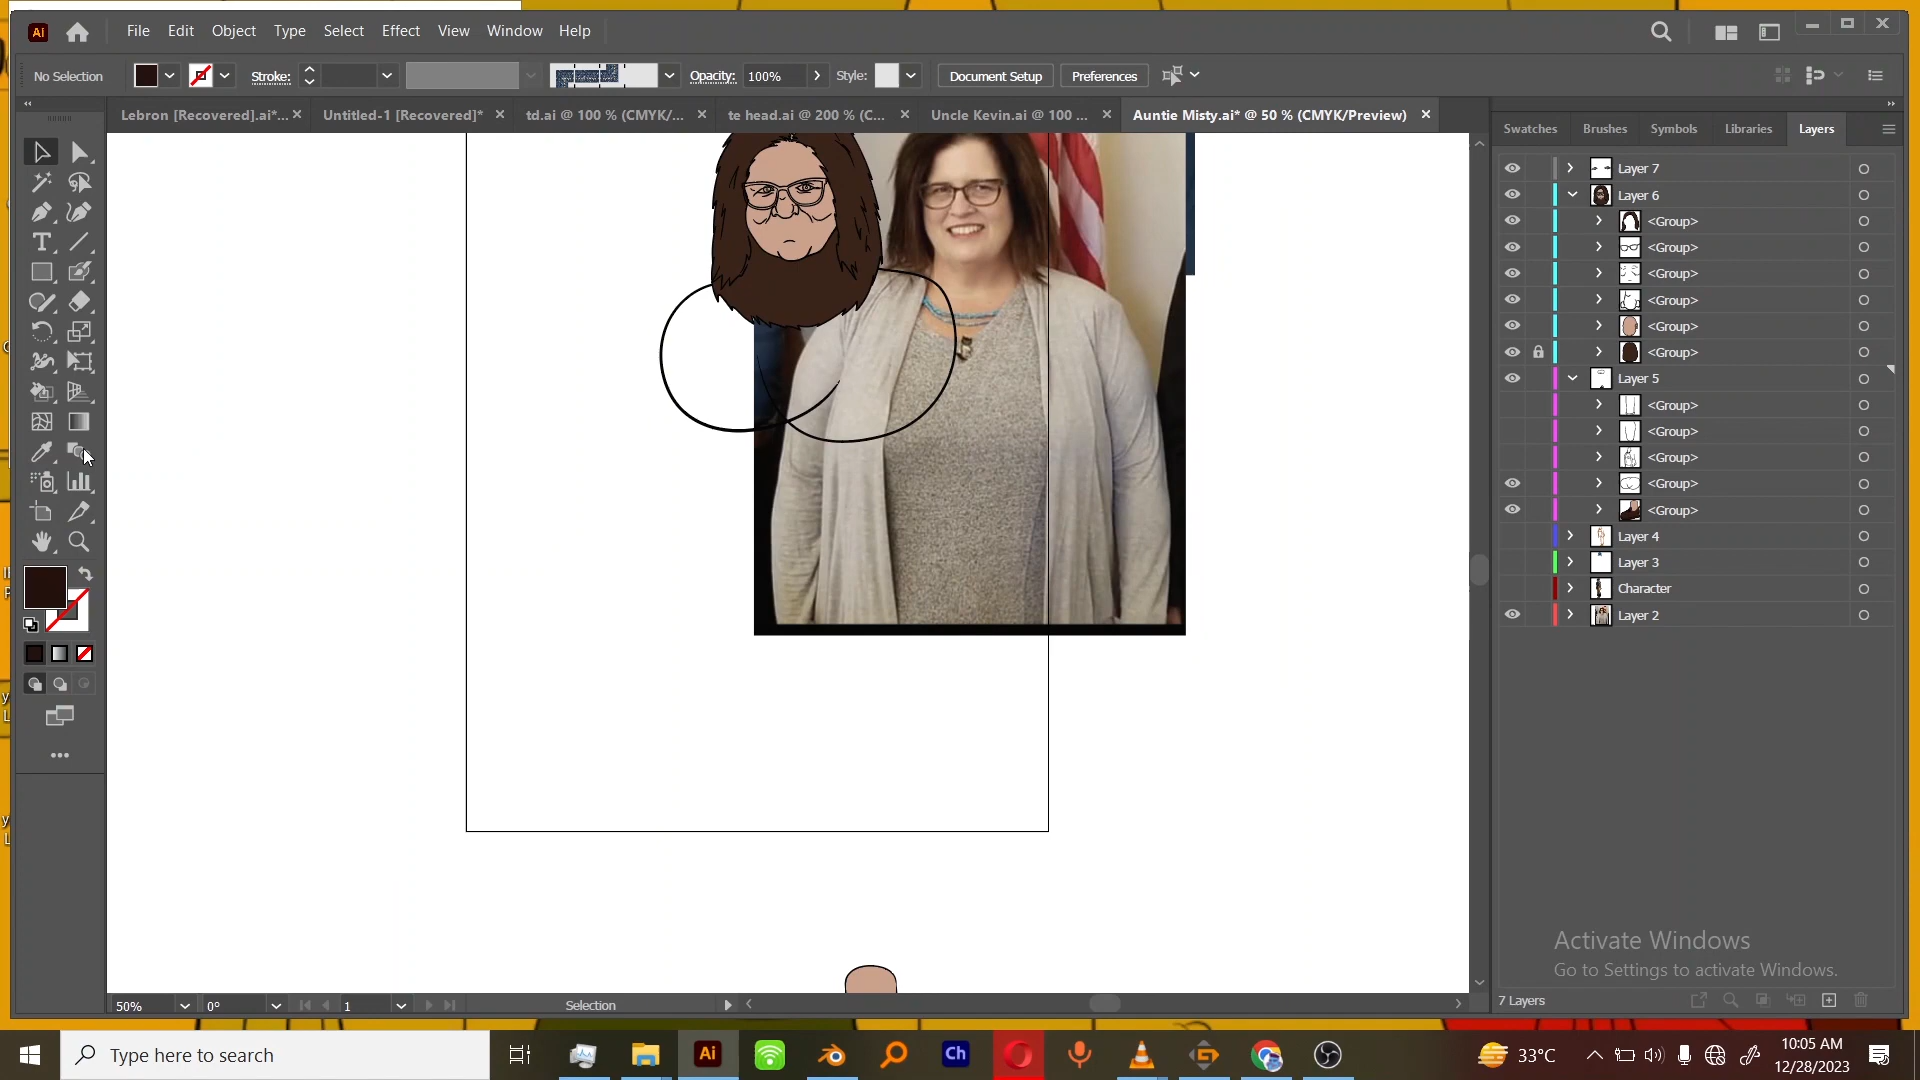 Ai File Edit Object Type Select Effect View Window Help
No Selection Stroke: Opacity: 100% Style: Document Setup Preferences
Lebron [Recovered].ai*... Untitled-1 [Recovered]* td.ai @ 100 % (CMYK/... te head.ai @ 200 % (C... Uncle Kevin.ai @ 100 ... Auntie Misty.ai* @ 50 % (CMYK/Preview)
Swatches Brushes Symbols Libraries Layers
Layer 7
Layer 6
<Group>
<Group>
<Group>
<Group>
<Group>
<Group>
Layer 5
<Group>
<Group>
<Group>
<Group>
<Group>
Layer 4
Layer 3
Character
Layer 2
Activate Windows
Go to Settings to activate Windows.
50% 0° 1 Selection
7 Layers
Type here to search
Ai
Ch
33°C
10:05 AM
12/28/2023